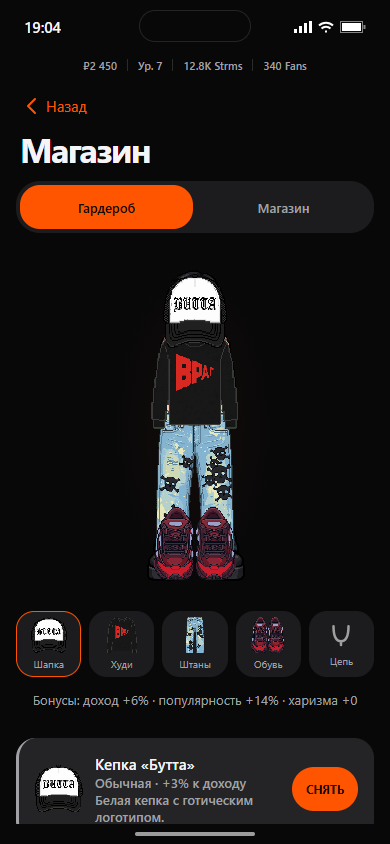 19:04
₽2 450 Ур. 7 12.8K Strms 340 Fans
Назад
Магазин
Гардероб Магазин
BUTTA
ВРАГ
Шапка Худи Штаны Обувь Цепь
Бонусы: доход +6% · популярность +14% · харизма +0
Кепка «Бутта»
Обычная · +3% к доходу
Белая кепка с готическим
логотипом.
BUTTA
СНЯТЬ